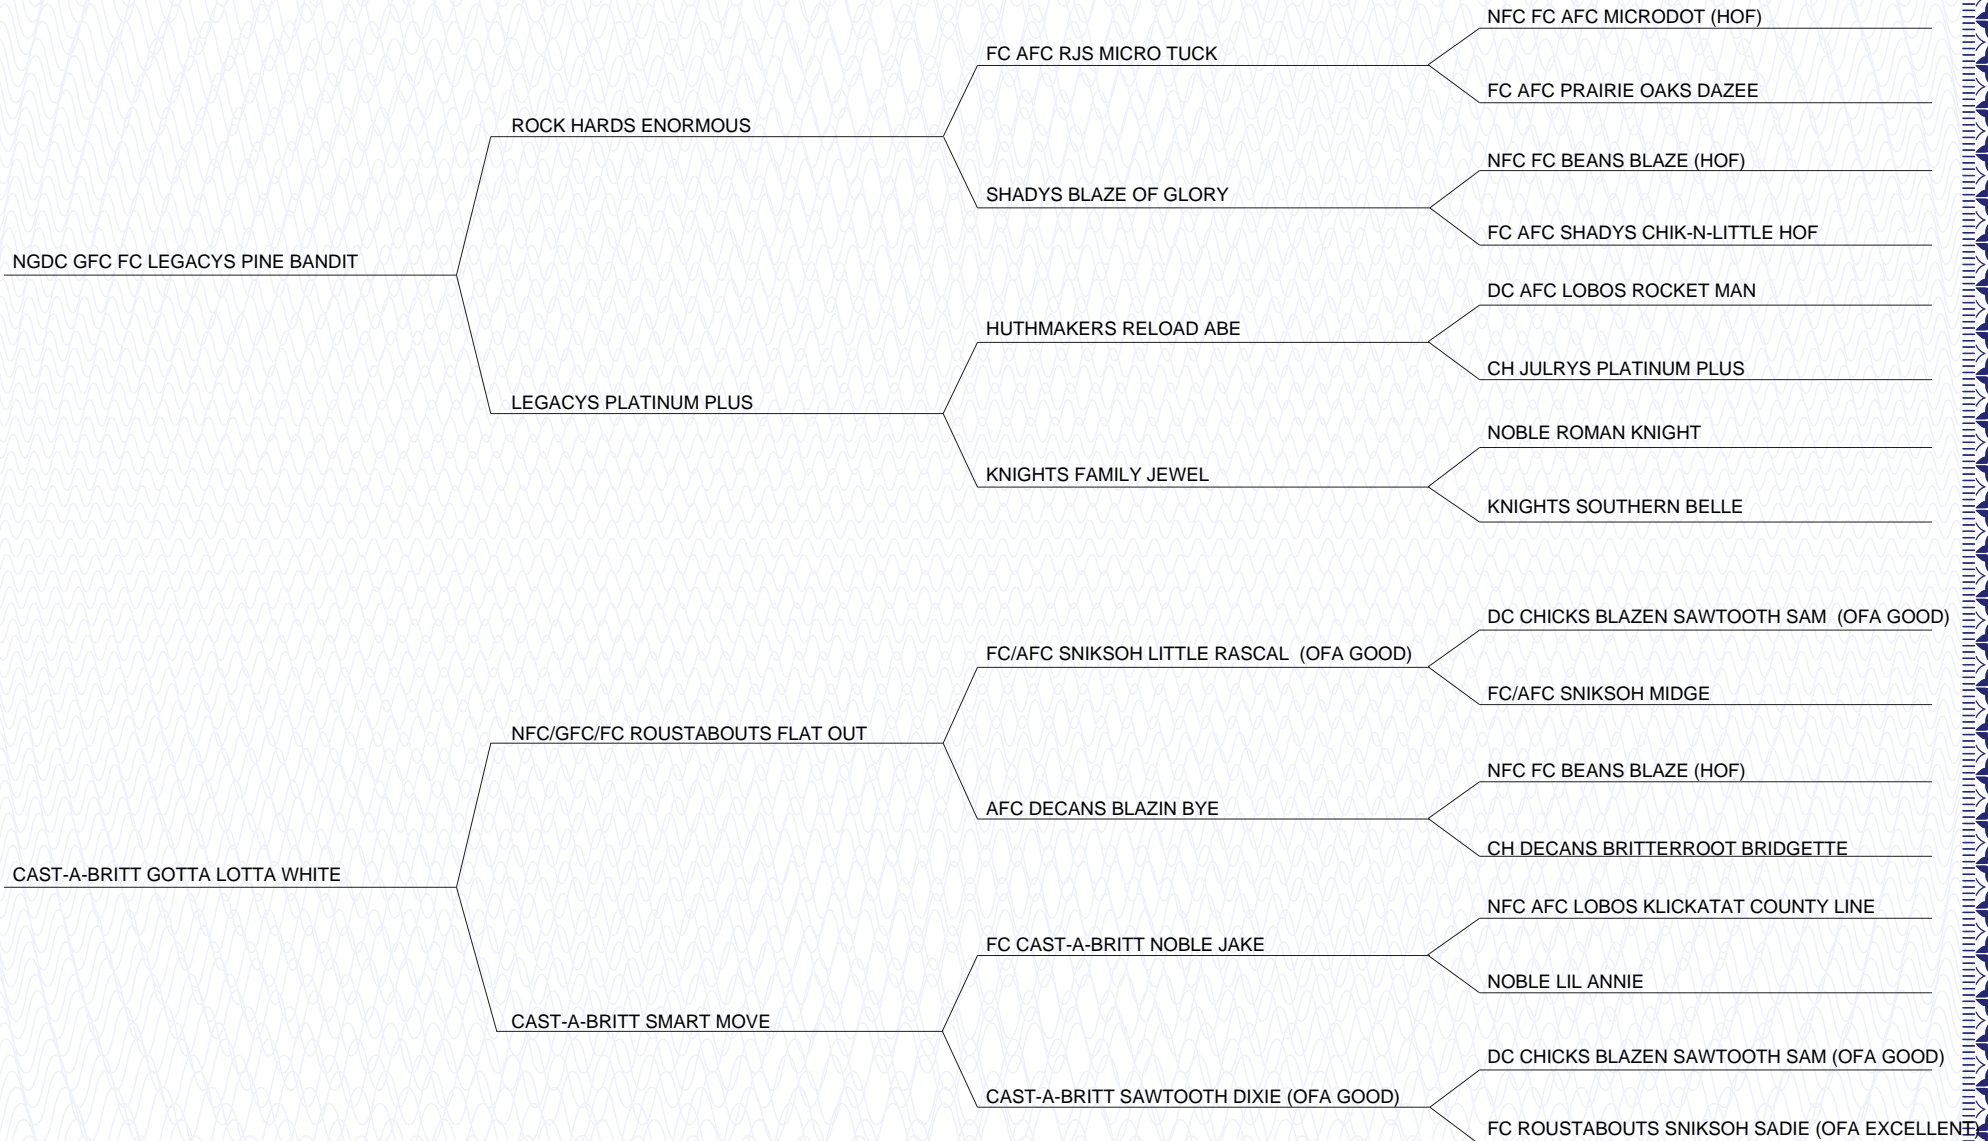 NFC FC AFC MICRODOT (HOF)
FC AFC RJS MICRO TUCK
FC AFC PRAIRIE OAKS DAZEE
ROCK HARDS ENORMOUS
NFC FC BEANS BLAZE (HOF)
SHADYS BLAZE OF GLORY
FC AFC SHADYS CHIK-N-LITTLE HOF
NGDC GFC FC LEGACYS PINE BANDIT
DC AFC LOBOS ROCKET MAN
HUTHMAKERS RELOAD ABE
CH JULRYS PLATINUM PLUS
LEGACYS PLATINUM PLUS
NOBLE ROMAN KNIGHT
KNIGHTS FAMILY JEWEL
KNIGHTS SOUTHERN BELLE
DC CHICKS BLAZEN SAWTOOTH SAM  (OFA GOOD)
FC/AFC SNIKSOH LITTLE RASCAL  (OFA GOOD)
FC/AFC SNIKSOH MIDGE
NFC/GFC/FC ROUSTABOUTS FLAT OUT
NFC FC BEANS BLAZE (HOF)
AFC DECANS BLAZIN BYE
CH DECANS BRITTERROOT BRIDGETTE
CAST-A-BRITT GOTTA LOTTA WHITE
NFC AFC LOBOS KLICKATAT COUNTY LINE
FC CAST-A-BRITT NOBLE JAKE
NOBLE LIL ANNIE
CAST-A-BRITT SMART MOVE
DC CHICKS BLAZEN SAWTOOTH SAM (OFA GOOD)
CAST-A-BRITT SAWTOOTH DIXIE (OFA GOOD)
FC ROUSTABOUTS SNIKSOH SADIE (OFA EXCELLENT)